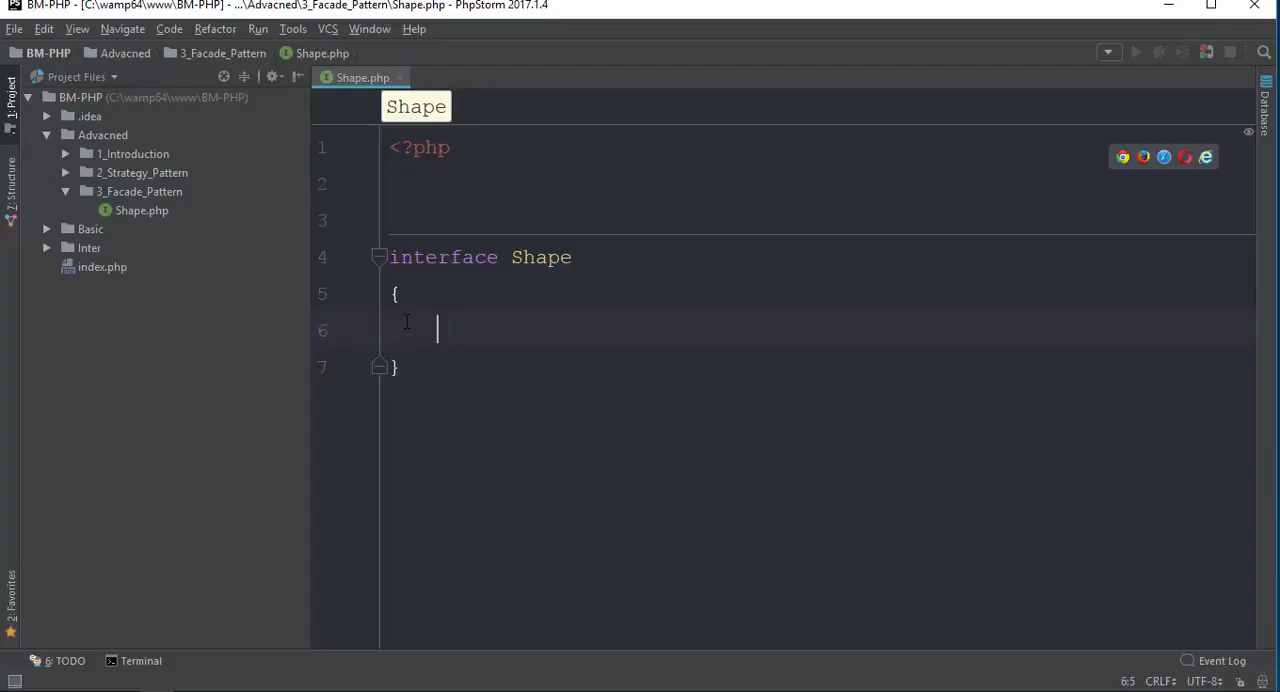 BM-PHP - [C:\wamp64\www\BM-PHP] - ...\Advacned\3_Facade_Pattern\Shape.php - PhpStorm 2017.1.4
File Edit View Navigate Code Refactor Run Tools VCS Window Help
BM-PHP Advacned 3_Facade_Pattern Shape.php
1: Project
Project Files
Shape.php
Database
Shape
BM-PHP (C:\wamp64\www\BM-PHP)
.idea
Advacned
1_Introduction
2_Strategy_Pattern
3_Facade_Pattern
Shape.php
Basic
Inter
index.php
7: Structure
2: Favorites
1 <?php
2
3
4 interface Shape
5 {
6
7 }
6: TODO Terminal Event Log
6:5 CRLF UTF-8